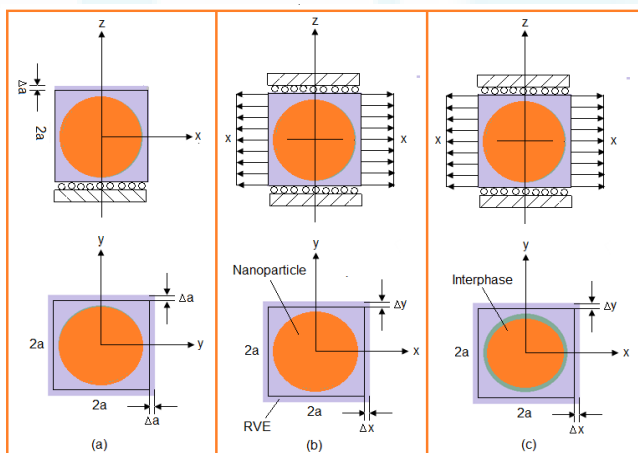 z
Δa
2a
x
z
x
x
z
x
x
y
Δa
2a
y
2a
Δa
(a)
y
Nanoparticle
Δy
2a
x
2a
RVE
Δx
(b)
y
Interphase
Δy
2a
x
2a
Δx
(c)